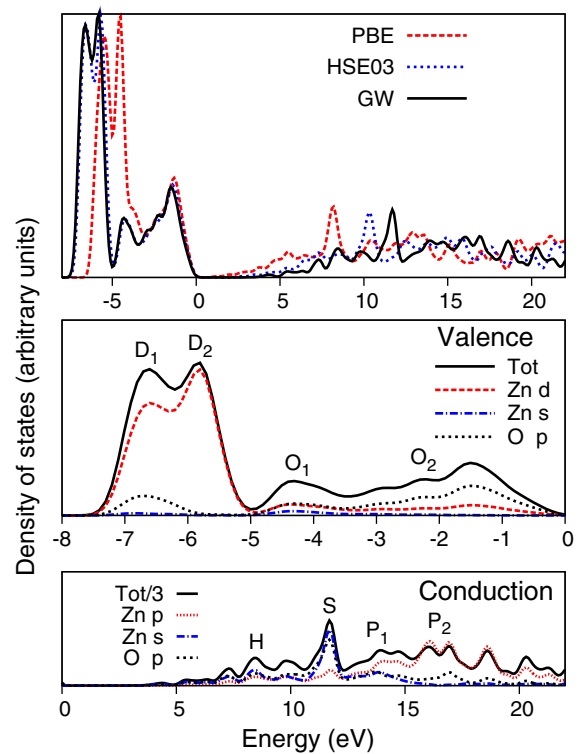 PBE
HSE03
GW
-5 0 5 10 15 20
Density of states (arbitrary units)
Valence
D1 D2
Tot
Zn d
Zn s
O p
O1 O2
-8 -7 -6 -5 -4 -3 -2 -1 0
Conduction
Tot/3
Zn p
Zn s
O p
H S P1 P2
0 5 10 15 20
Energy (eV)